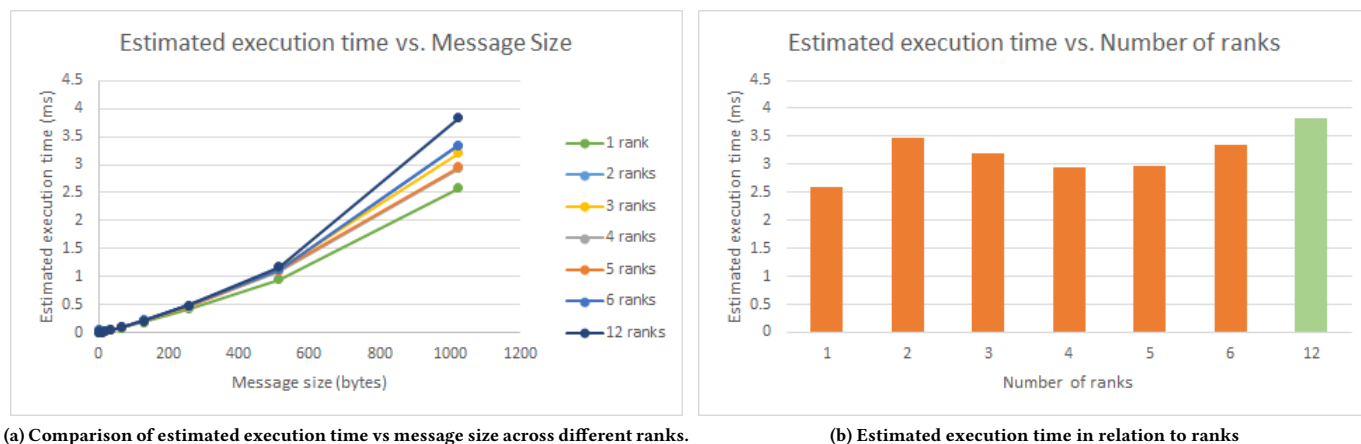 Estimated execution time vs. Message Size
Estimated execution time (ms)
4.5
4
3.5
3
2.5
2
1.5
1
0.5
0
0 200 400 600 800 1000 1200
Message size (bytes)
1 rank
2 ranks
3 ranks
4 ranks
5 ranks
6 ranks
12 ranks
(a) Comparison of estimated execution time vs message size across different ranks.
Estimated execution time vs. Number of ranks
Estimated execution time (ms)
4.5
4
3.5
3
2.5
2
1.5
1
0.5
0
1 2 3 4 5 6 12
Number of ranks
(b) Estimated execution time in relation to ranks